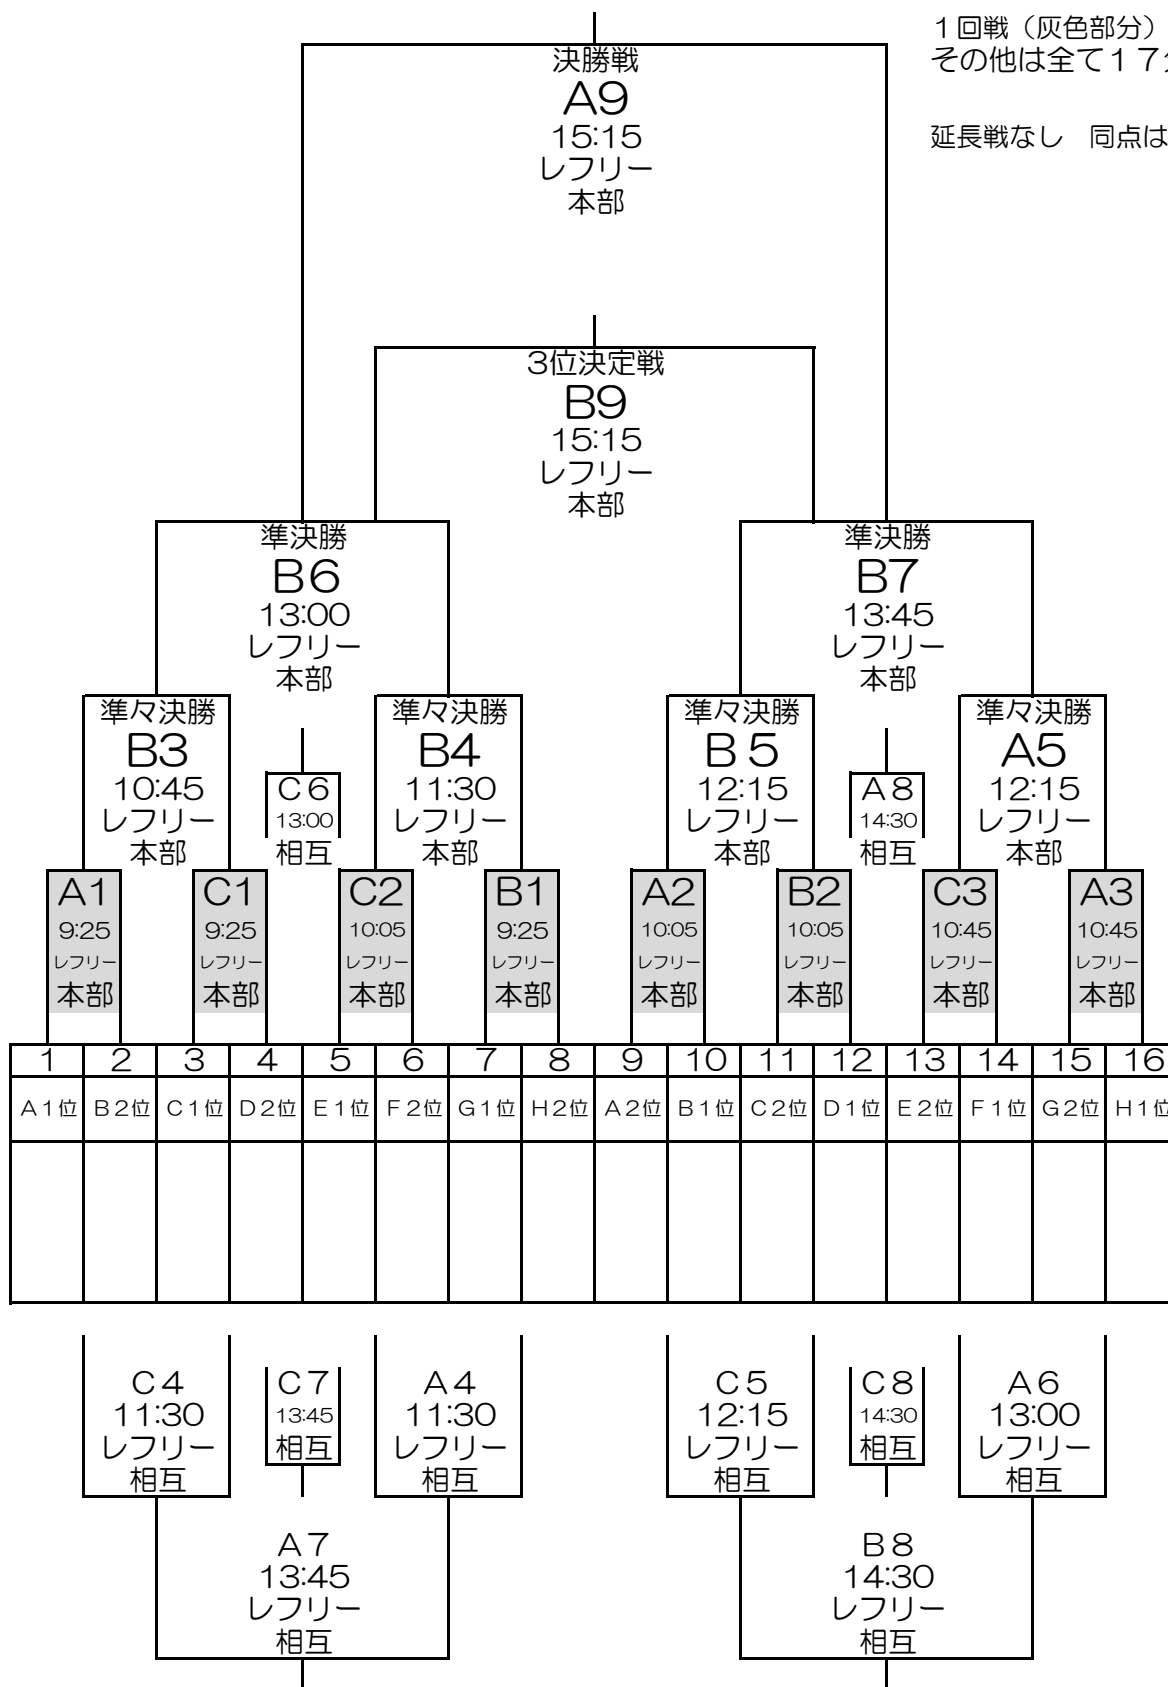 １回戦（灰色部分）
その他は全て１７分
延長戦なし　同点は
決勝戦
A9
15:15
レフリー
本部
3位決定戦
B9
15:15
レフリー
本部
準決勝
B6
13:00
レフリー
本部
準決勝
B7
13:45
レフリー
本部
準々決勝
B3
10:45
レフリー
本部
C６
13:00
相互
準々決勝
B4
11:30
レフリー
本部
準々決勝
B５
12:15
レフリー
本部
A８
14:30
相互
準々決勝
A5
12:15
レフリー
本部
A1
9:25
レフリー
本部
C1
9:25
レフリー
本部
C2
10:05
レフリー
本部
B1
9:25
レフリー
本部
A2
10:05
レフリー
本部
B2
10:05
レフリー
本部
C3
10:45
レフリー
本部
A3
10:45
レフリー
本部
1 2 3 4 5 6 7 8 9 10 11 12 13 14 15 16
A１位 B２位 C１位 D２位 E１位 F２位 G１位 H２位 A２位 B１位 C２位 D１位 E２位 F１位 G２位 H１位
C４
11:30
レフリー
相互
C７
13:45
相互
A４
11:30
レフリー
相互
C５
12:15
レフリー
相互
C８
14:30
相互
A６
13:00
レフリー
相互
A７
13:45
レフリー
相互
B８
14:30
レフリー
相互